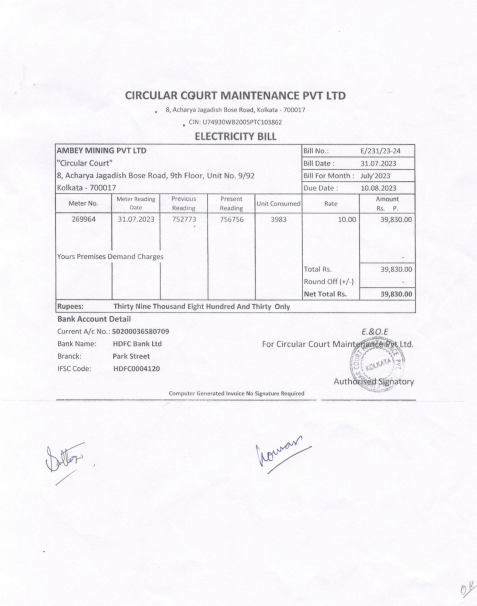 CIRCULAR COURT MAINTENANCE PVT LTD
8, Acharya Jagadish Bose Road, Kolkata - 700017
CIN: U74930WB2005PTC103862
ELECTRICITY BILL
AMBEY MINING PVT LTD Bill No.: E/231/23-24
"Circular Court" Bill Date : 31.07.2023
8, Acharya Jagadish Bose Road, 9th Floor, Unit No. 9/92 Bill For Month : July'2023
Kolkata - 700017 Due Date : 10.08.2023
Meter No. Meter Reading Date Previous Reading Present Reading Unit Consumed Rate Amount Rs. P.
269964 31.07.2023 752773 756756 3983 10.00 39,830.00
Yours Premises Demand Charges -
Total Rs. 39,830.00
Round Off (+/-) -
Net Total Rs. 39,830.00
Rupees: Thirty Nine Thousand Eight Hundred And Thirty Only
Bank Account Detail
Current A/c No.: 50200036580709 E.&O.E
Bank Name: HDFC Bank Ltd For Circular Court Maintenance Pvt.Ltd.
Branck: Park Street
KOLKATA
IFSC Code: HDFC0004120 Authorised Signatory
Computer Generated Invoice No Signature Required
OK